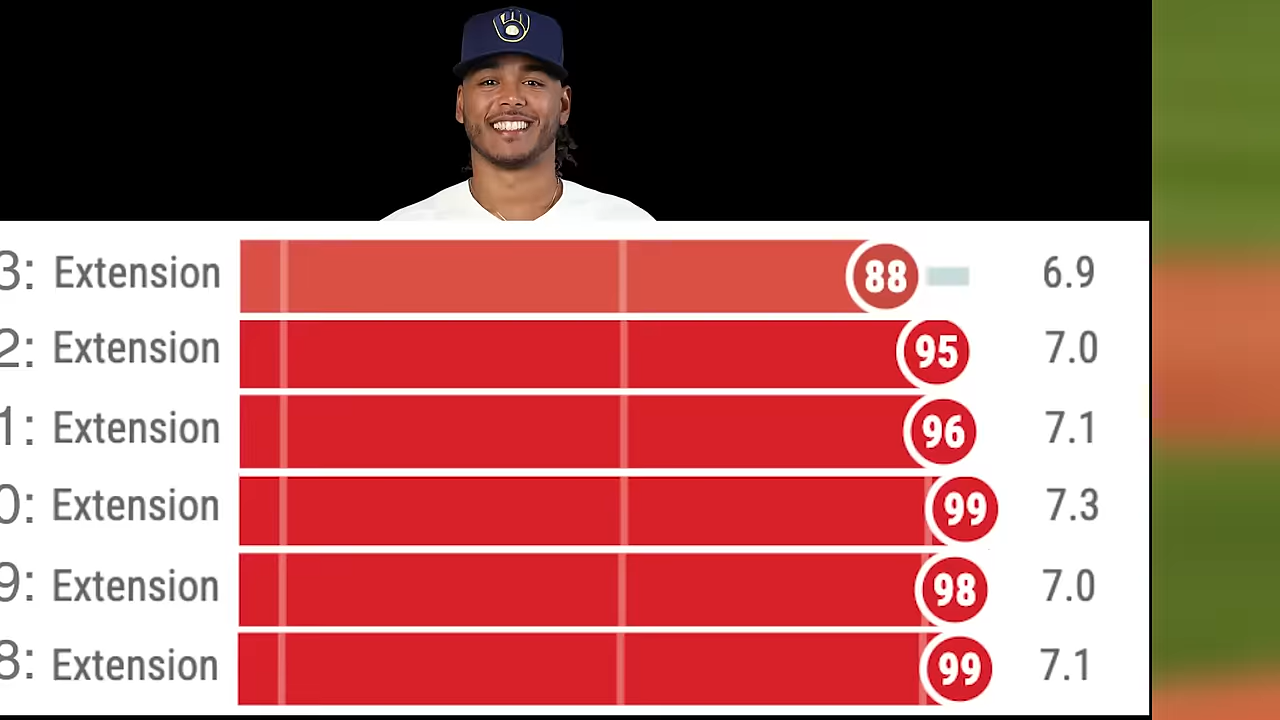 3: Extension 88 6.9
2: Extension 95 7.0
1: Extension 96 7.1
0: Extension 99 7.3
9: Extension 98 7.0
8: Extension 99 7.1